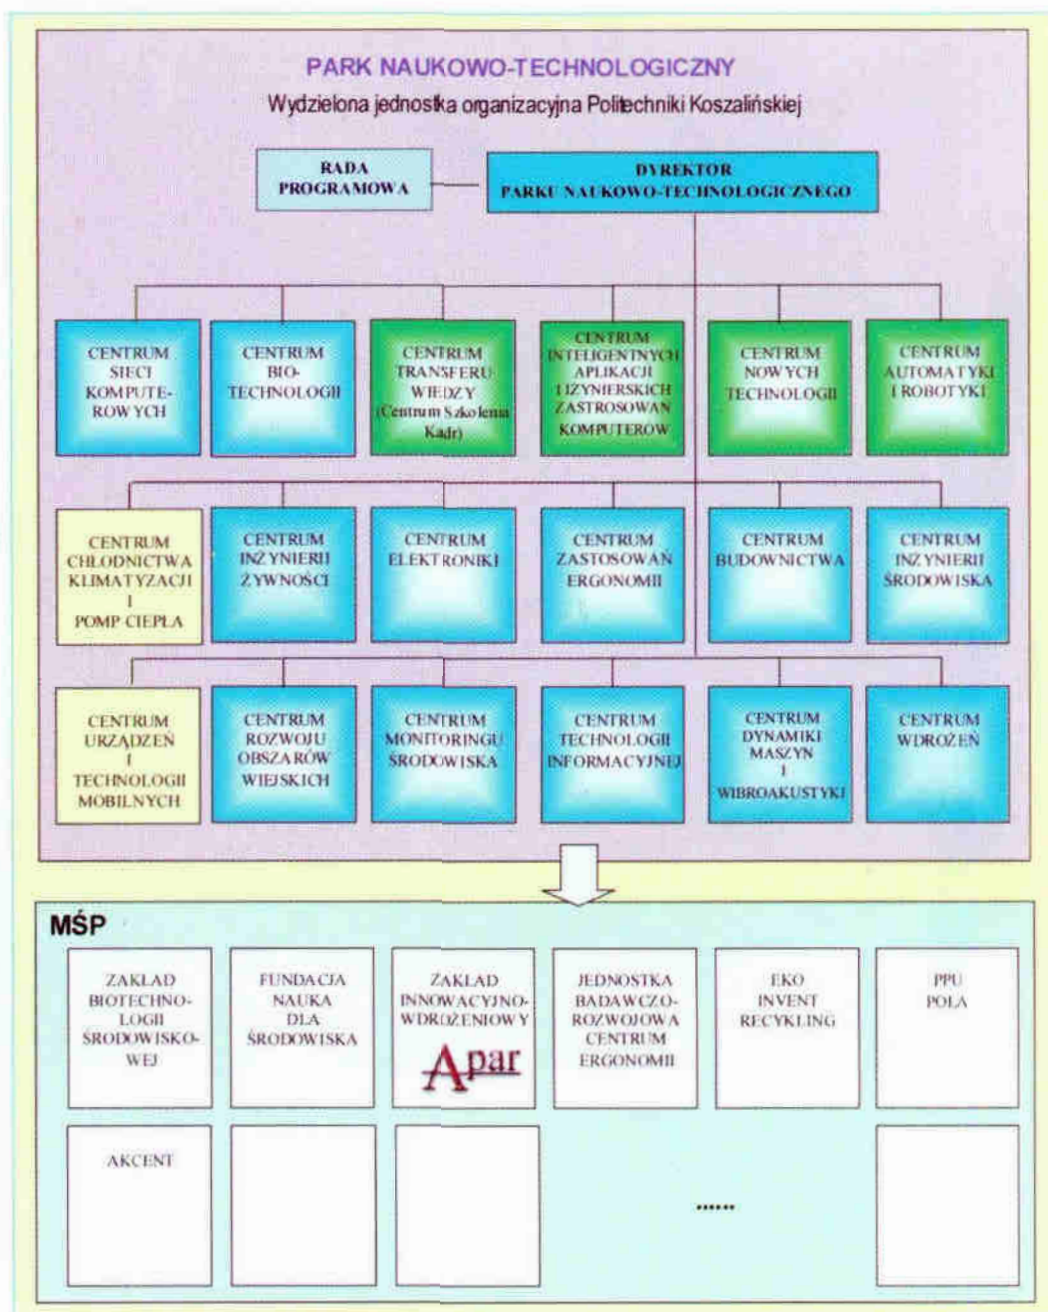 PARK NAUKOWO-TECHNOLOGICZNY
Wydzielona jednostka organizacyjna Politechniki Koszalińskiej
RADA
PROGRAMOWA
DYREKTOR
PARKU NAUKOWO-TECHNOLOGICZNEGO
CENTRUM
SIECI
KOMPUTE-
ROWYCH
CENTRUM
BIO-
TECHNOLOGII
CENTRUM
TRANSFERU
WIEDZY
(Centrum Szkolenia
Kadr)
CENTRUM
INTELIGENTNYCH
APLIKACJI
I IŻYNIERSKICH
ZASTROSOWAŃ
KOMPUTERÓW
CENTRUM
NOWYCH
TECHNOLOGII
CENTRUM
AUTOMATYKI
I ROBOTYKI
CENTRUM
CHŁODNICTWA
KLIMATYZACJI
I
POMP CIEPŁA
CENTRUM
INŻYNIERII
ŻYWNOŚCI
CENTRUM
ELEKTRONIKI
CENTRUM
ZASTOSOWAŃ
ERGONOMII
CENTRUM
BUDOWNICTWA
CENTRUM
INŻYNIERII
ŚRODOWISKA
CENTRUM
URZĄDZEŃ
I
TECHNOLOGII
MOBILNYCH
CENTRUM
ROZWOJU
OBSZARÓW
WIEJSKICH
CENTRUM
MONITORINGU
ŚRODOWISKA
CENTRUM
TECHNOLOGII
INFORMACYJNEJ
CENTRUM
DYNAMIKI
MASZYN
I
WIBROAKUSTYKI
CENTRUM
WDROŻEŃ
MŚP
ZAKŁAD
BIOTECHNO-
LOGII
ŚRODOWISKO-
WEJ
FUNDACJA
NAUKA
DLA
ŚRODOWISKA
ZAKŁAD
INNOWACYJNO-
WDROŻENIOWY
Apar
JEDNOSTKA
BADAWCZO-
ROZWOJOWA
CENTRUM
ERGONOMII
EKO
INVENT
RECYKLING
PPU
POLA
AKCENT
......